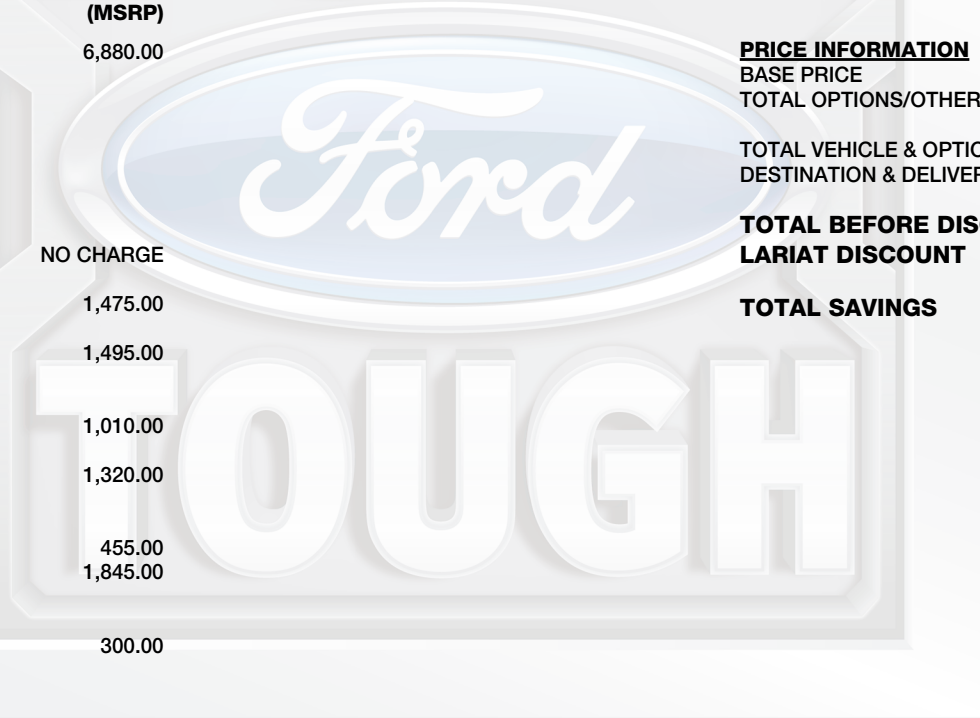 (MSRP)
6,880.00
NO CHARGE
1,475.00
1,495.00
1,010.00
1,320.00
455.00
1,845.00
300.00
Ford
TOUGH
PRICE INFORMATION
BASE PRICE
TOTAL OPTIONS/OTHER
TOTAL VEHICLE & OPTIO
DESTINATION & DELIVER
TOTAL BEFORE DISC
LARIAT DISCOUNT
TOTAL SAVINGS